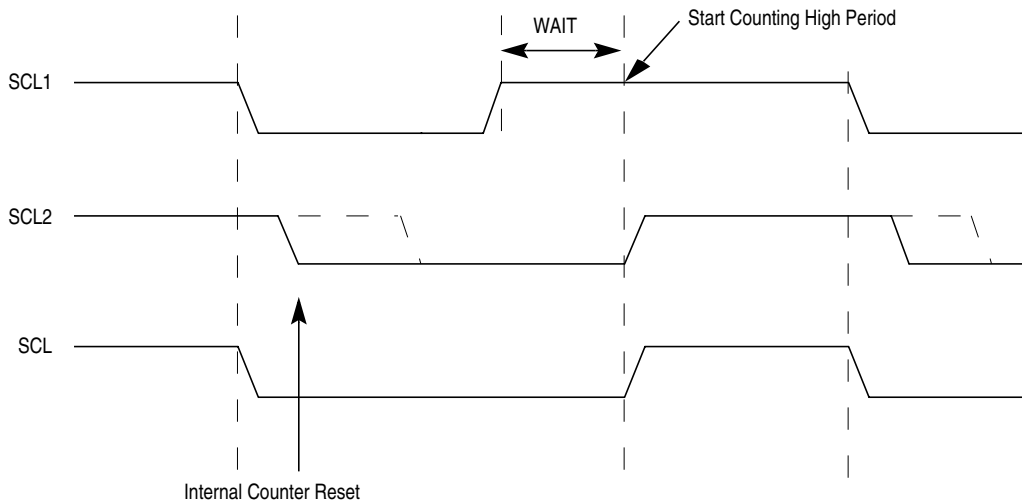 WAIT
Start Counting High Period
SCL1
SCL2
SCL
Internal Counter Reset